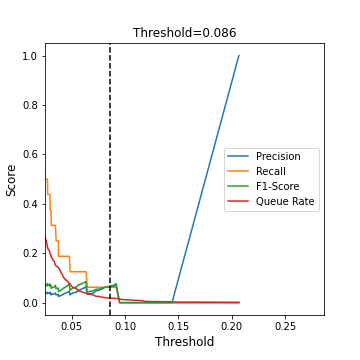 Threshold=0.086
1.0
0.8
0.6
0.4
0.2
0.0
Score
Precision
Recall
F1-Score
Queue Rate
0.05 0.10 0.15 0.20 0.25
Threshold